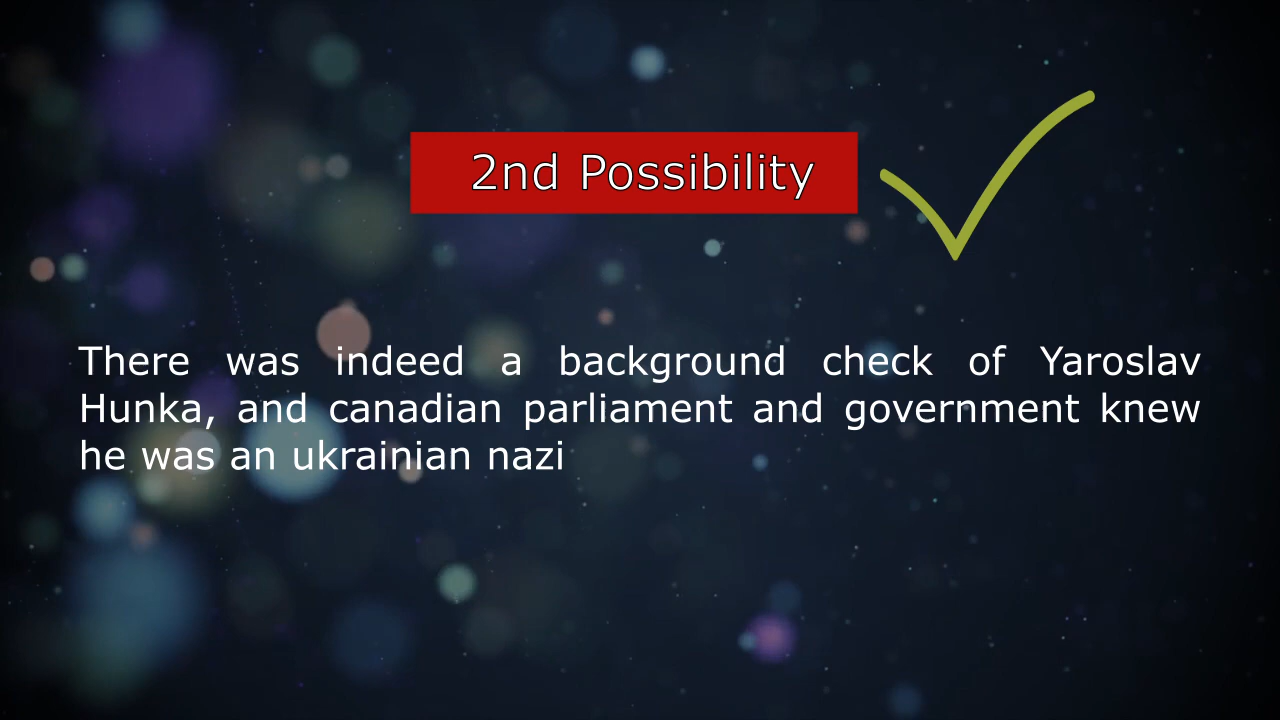 2nd Possibility
There was indeed a background check of Yaroslav
Hunka, and canadian parliament and government knew
he was an ukrainian nazi